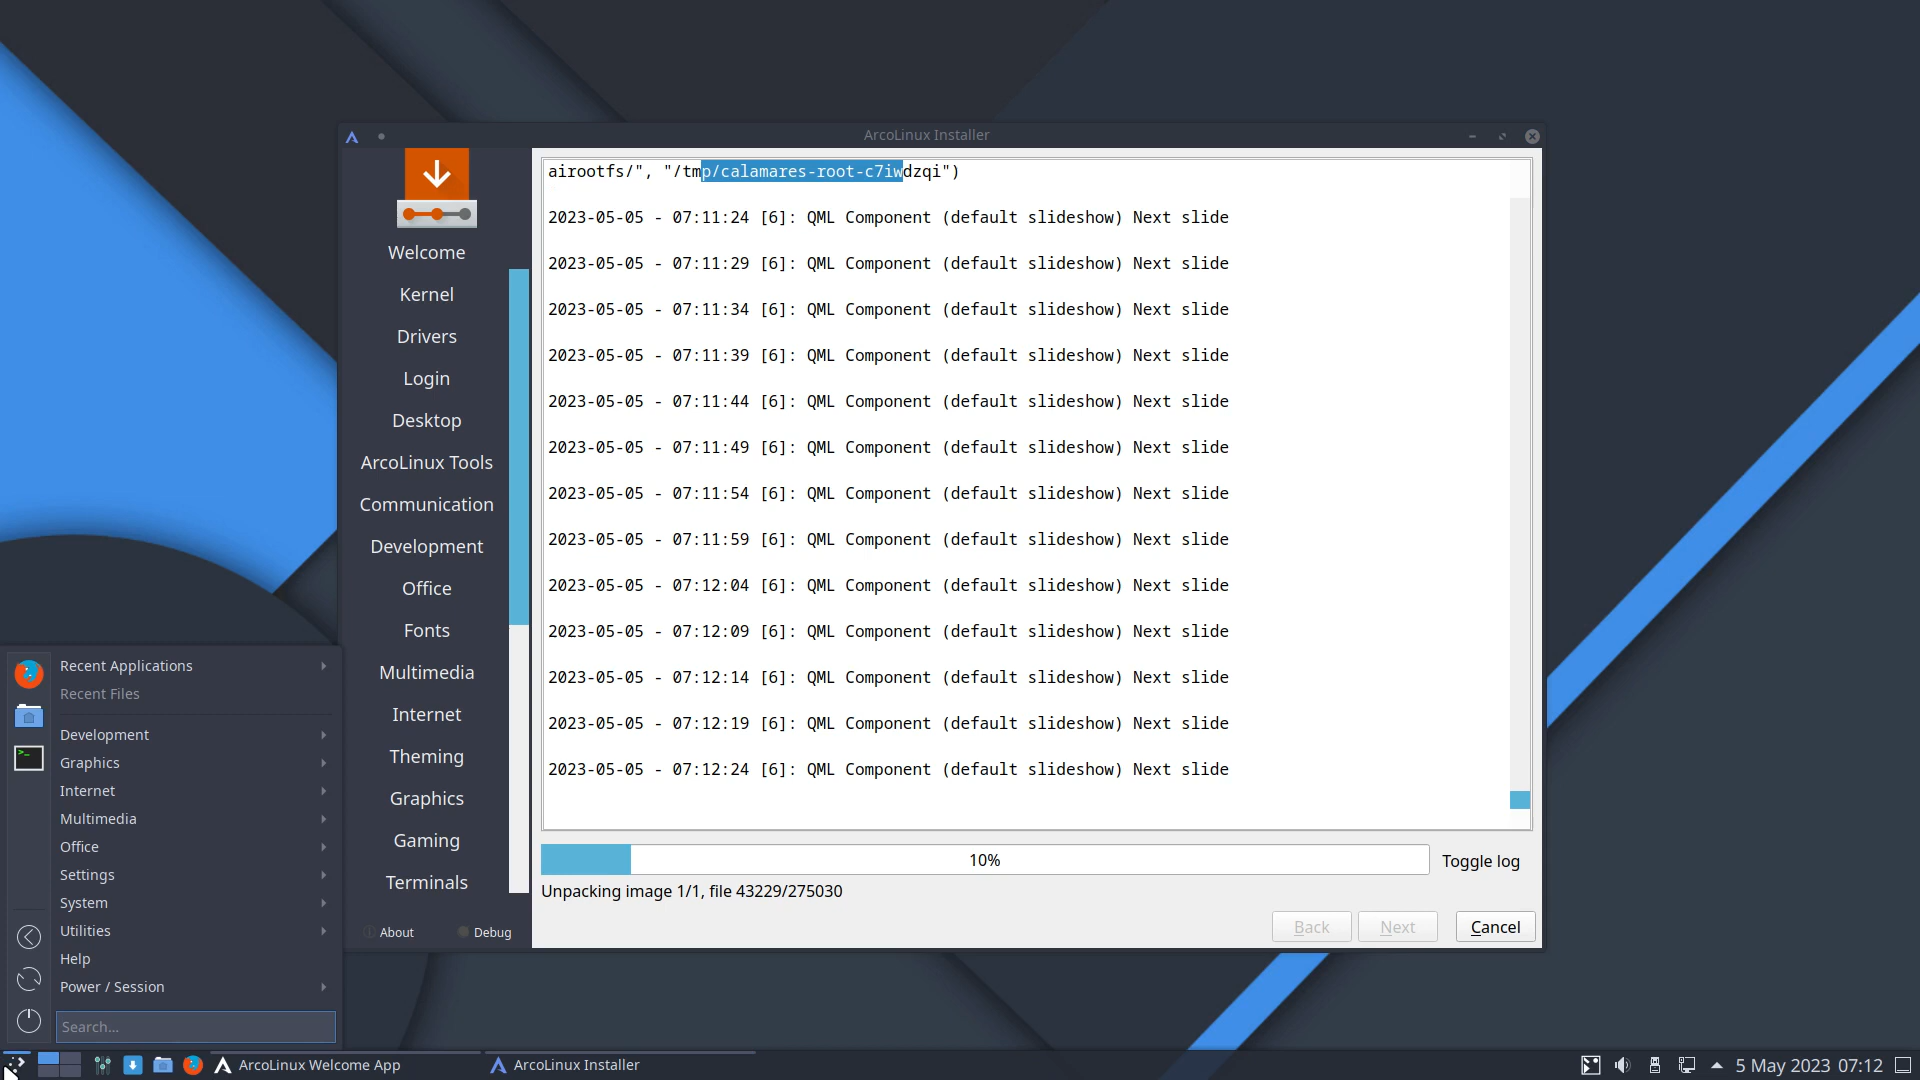 ArcoLinux Installer
Welcome
Kernel
Drivers
Login
Desktop
ArcoLinux Tools
Communication
Development
Office
Fonts
Multimedia
Internet
Theming
Graphics
Gaming
Terminals
About
Debug
airootfs/", "/tmp/calamares-root-c7iwdzqi")
2023-05-05 - 07:11:24 [6]: QML Component (default slideshow) Next slide
2023-05-05 - 07:11:29 [6]: QML Component (default slideshow) Next slide
2023-05-05 - 07:11:34 [6]: QML Component (default slideshow) Next slide
2023-05-05 - 07:11:39 [6]: QML Component (default slideshow) Next slide
2023-05-05 - 07:11:44 [6]: QML Component (default slideshow) Next slide
2023-05-05 - 07:11:49 [6]: QML Component (default slideshow) Next slide
2023-05-05 - 07:11:54 [6]: QML Component (default slideshow) Next slide
2023-05-05 - 07:11:59 [6]: QML Component (default slideshow) Next slide
2023-05-05 - 07:12:04 [6]: QML Component (default slideshow) Next slide
2023-05-05 - 07:12:09 [6]: QML Component (default slideshow) Next slide
2023-05-05 - 07:12:14 [6]: QML Component (default slideshow) Next slide
2023-05-05 - 07:12:19 [6]: QML Component (default slideshow) Next slide
2023-05-05 - 07:12:24 [6]: QML Component (default slideshow) Next slide
10%
Toggle log
Unpacking image 1/1, file 43229/275030
Back
Next
Cancel
Recent Applications
Recent Files
Development
Graphics
Internet
Multimedia
Office
Settings
System
Utilities
Help
Power / Session
Search...
ArcoLinux Welcome App
ArcoLinux Installer
5 May 2023 07:12